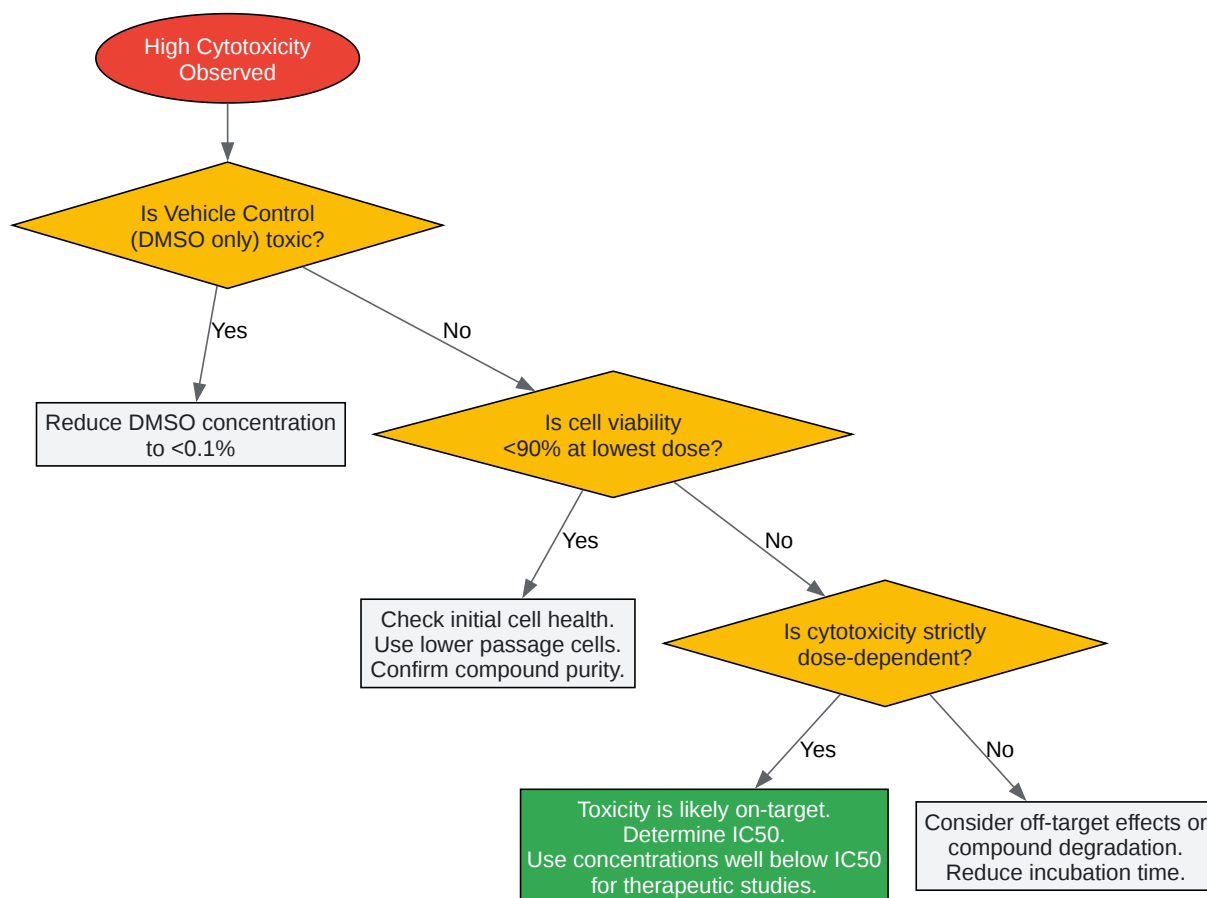 High Cytotoxicity
Observed
Is Vehicle Control
(DMSO only) toxic?
Yes
No
Reduce DMSO concentration
to <0.1%
Is cell viability
<90% at lowest dose?
Yes
No
Check initial cell health.
Use lower passage cells.
Confirm compound purity.
Is cytotoxicity strictly
dose-dependent?
Yes
No
Toxicity is likely on-target.
Determine IC50.
Use concentrations well below IC50
for therapeutic studies.
Consider off-target effects or
compound degradation.
Reduce incubation time.